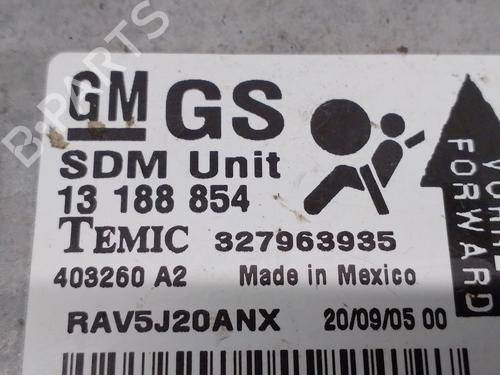 GM GS
SDM Unit
13 188 854
TEMIC 327963935
403260 A2 Made in Mexico
RAV5J20ANX 20/09/05 00
FORWARD
B-PARTS